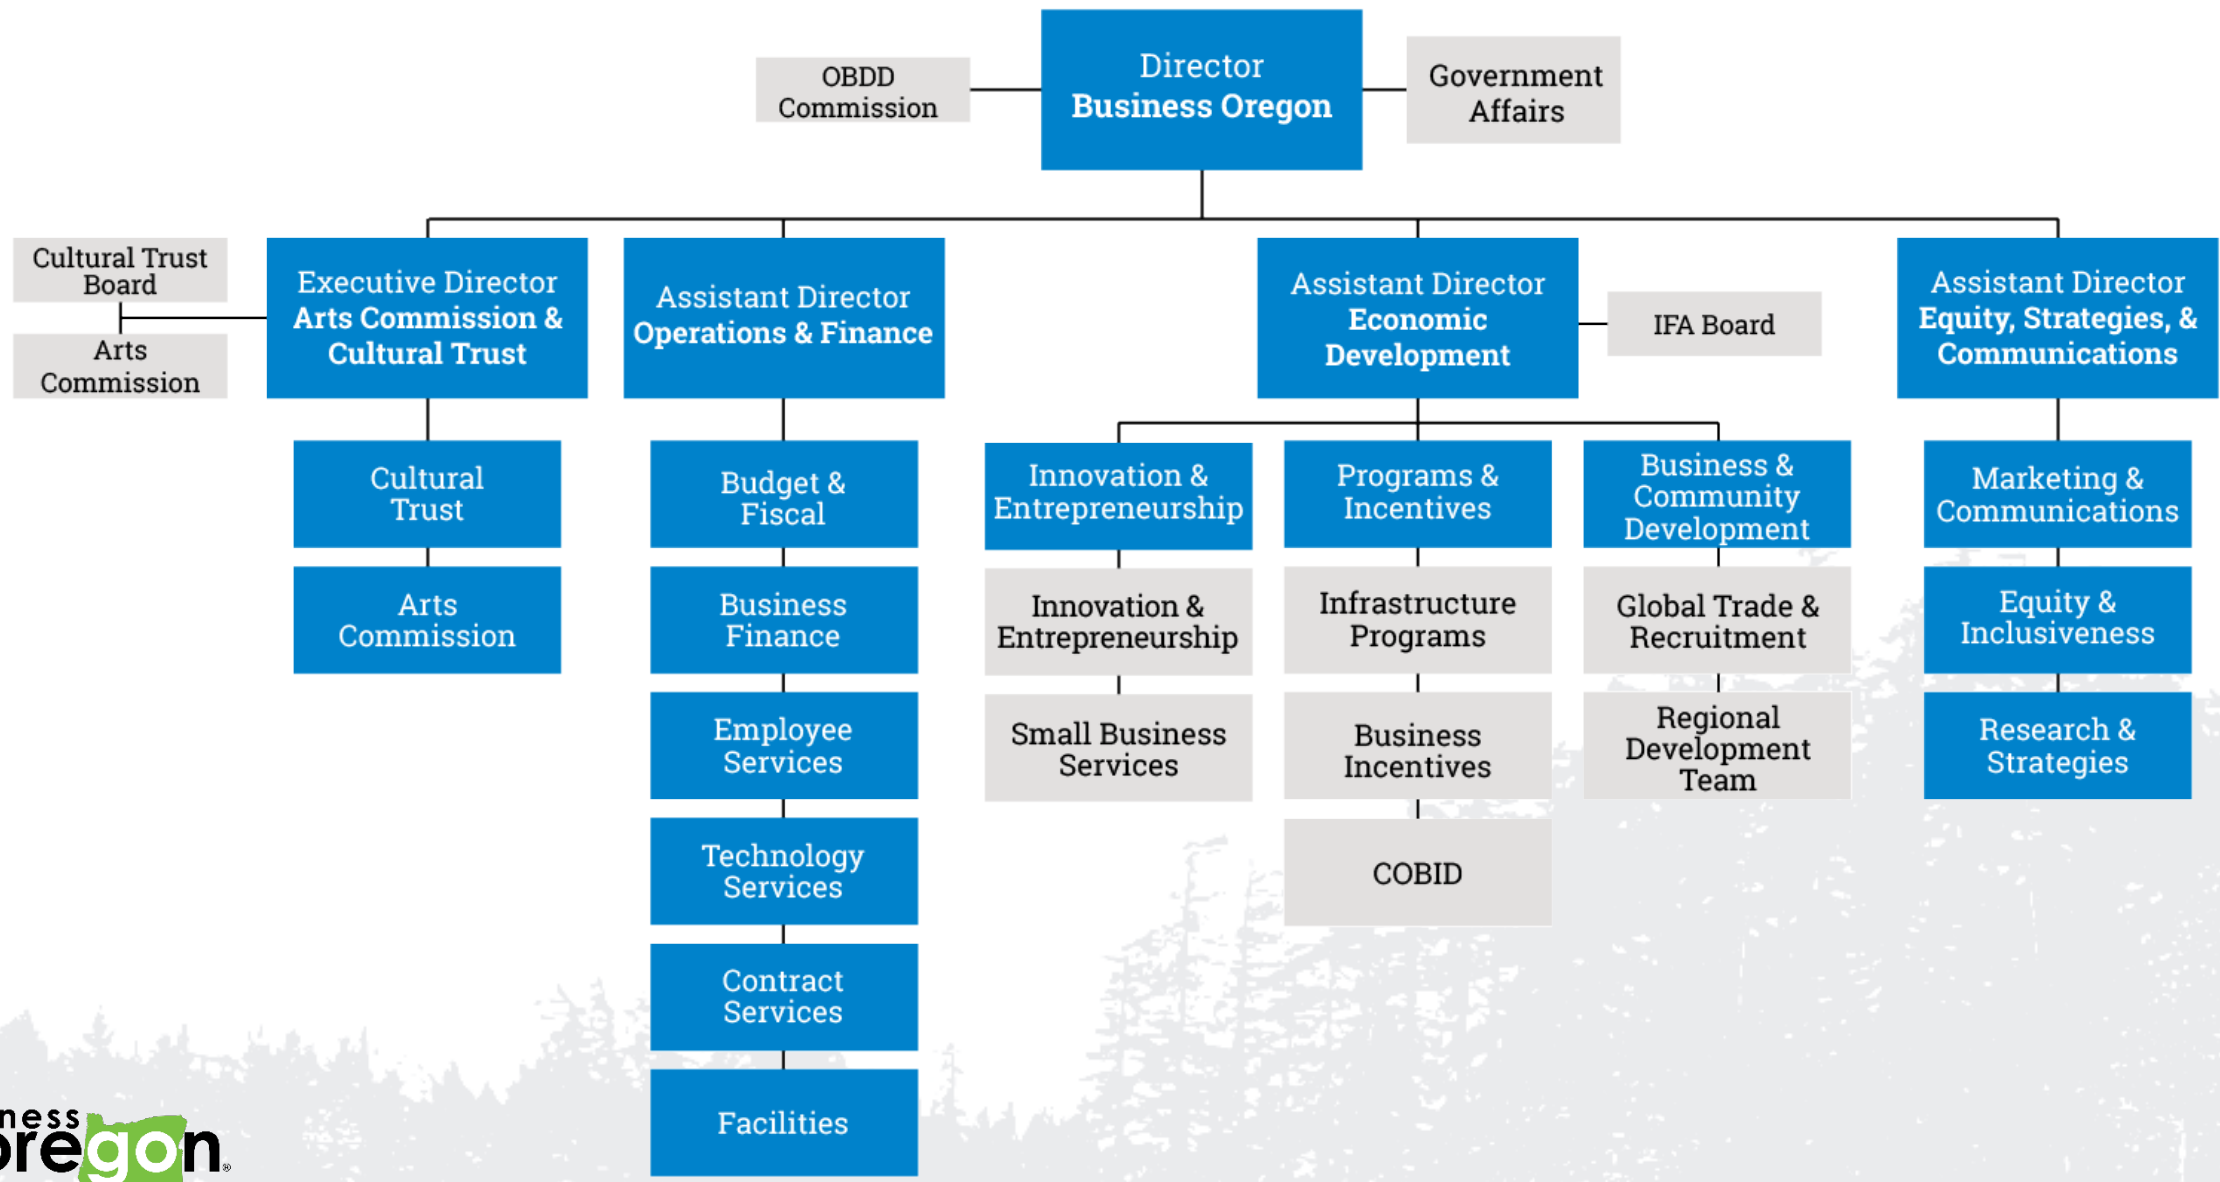 Director
Business Oregon
OBDD
Commission
Government
Affairs
Cultural Trust
Board
Arts
Commission
Executive Director
Arts Commission &
Cultural Trust
Assistant Director
Operations & Finance
Assistant Director
Economic
Development
IFA Board
Assistant Director
Equity, Strategies, &
Communications
Cultural
Trust
Arts
Commission
Budget &
Fiscal
Business
Finance
Employee
Services
Technology
Services
Contract
Services
Facilities
Innovation &
Entrepreneurship
Innovation &
Entrepreneurship
Small Business
Services
Programs &
Incentives
Infrastructure
Programs
Business
Incentives
COBID
Business &
Community
Development
Global Trade &
Recruitment
Regional
Development
Team
Marketing &
Communications
Equity &
Inclusiveness
Research &
Strategies
ness
oregon®